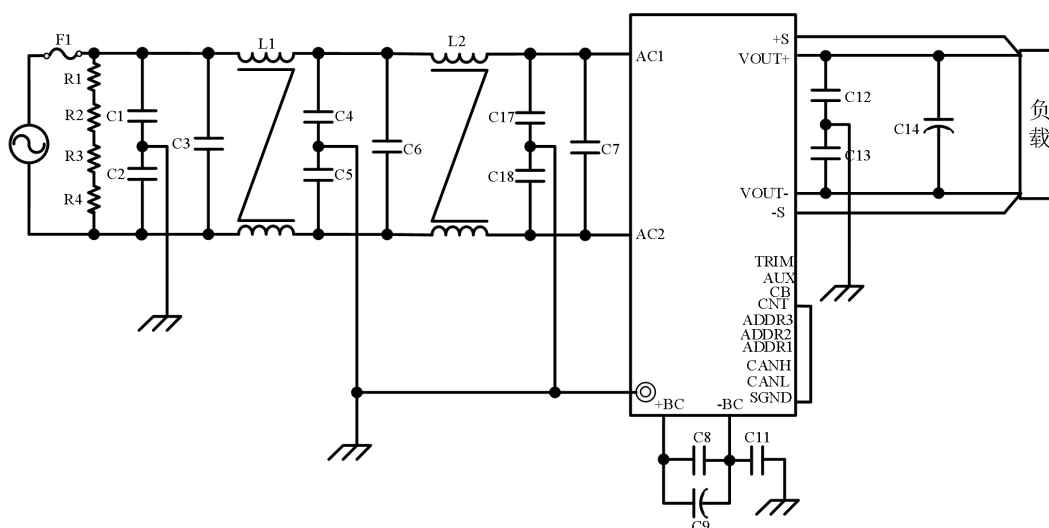 F1
L1
L2
R1
R2
R3
R4
C1
C2
C3
C4
C5
C6
C17
C18
C7
AC1
AC2
+S
VOUT+
VOUT-
-S
TRIM
AUX
CB
CNT
ADDR3
ADDR2
ADDR1
CANH
CANL
SGND
+BC
-BC
C12
C13
C14
负
载
C8
C11
C9